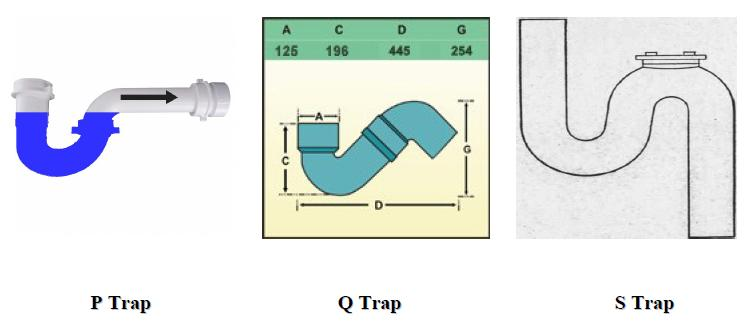 A C D G
125 196 445 254
A
C
G
D
P Trap Q Trap S Trap